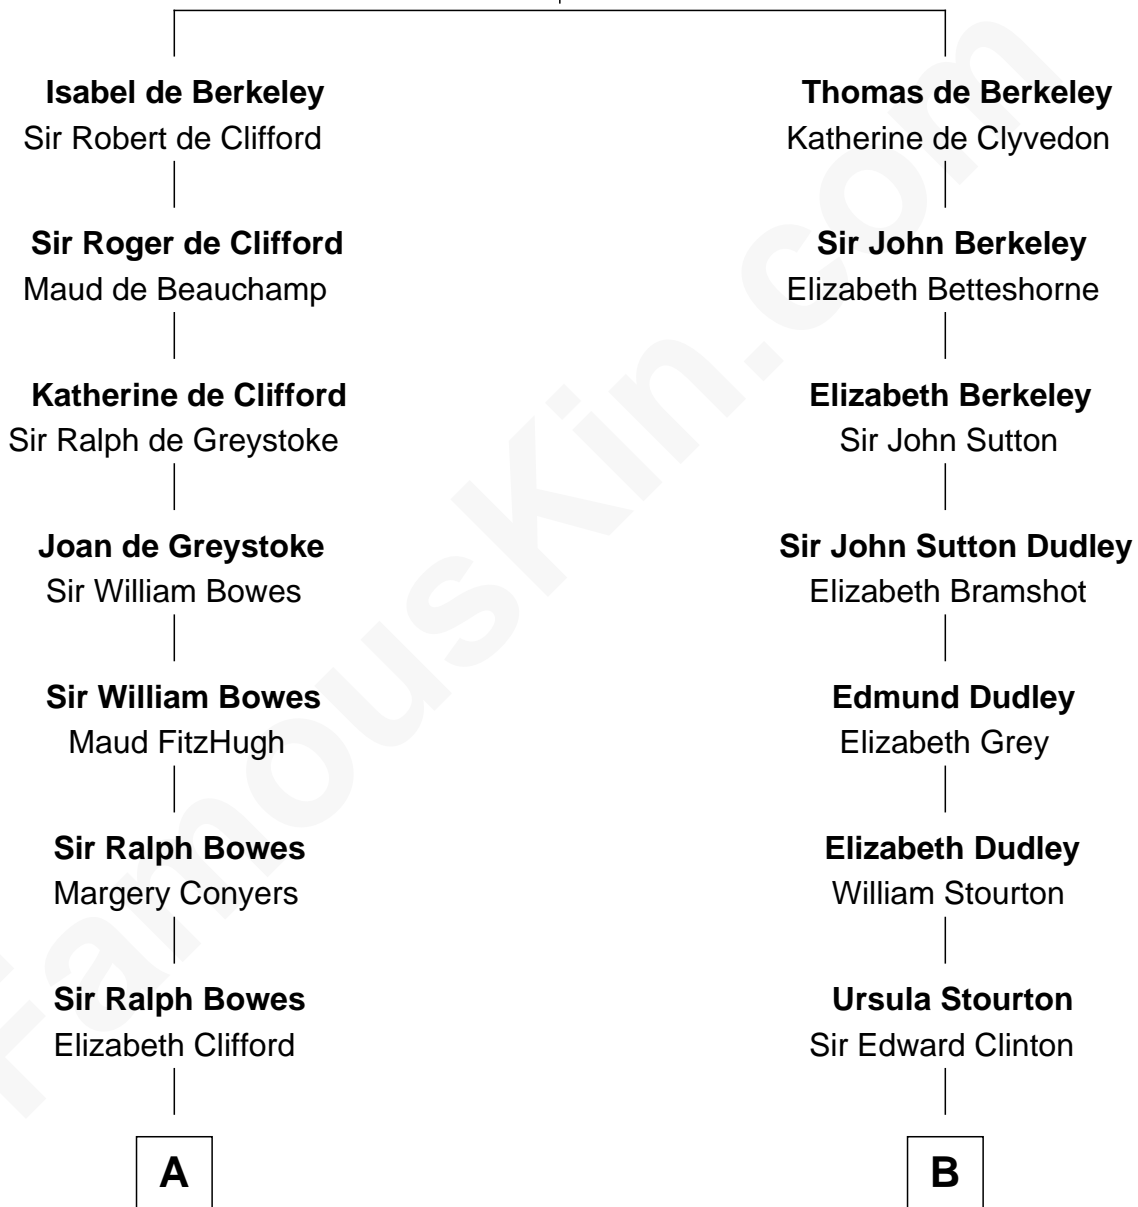 Isabel de Berkeley
Sir Robert de Clifford
Sir Roger de Clifford
Maud de Beauchamp
Katherine de Clifford
Sir Ralph de Greystoke
Joan de Greystoke
Sir William Bowes
Sir William Bowes
Maud FitzHugh
Sir Ralph Bowes
Margery Conyers
Sir Ralph Bowes
Elizabeth Clifford
A
Thomas de Berkeley
Katherine de Clyvedon
Sir John Berkeley
Elizabeth Betteshorne
Elizabeth Berkeley
Sir John Sutton
Sir John Sutton Dudley
Elizabeth Bramshot
Edmund Dudley
Elizabeth Grey
Elizabeth Dudley
William Stourton
Ursula Stourton
Sir Edward Clinton
B
FamousKin.com